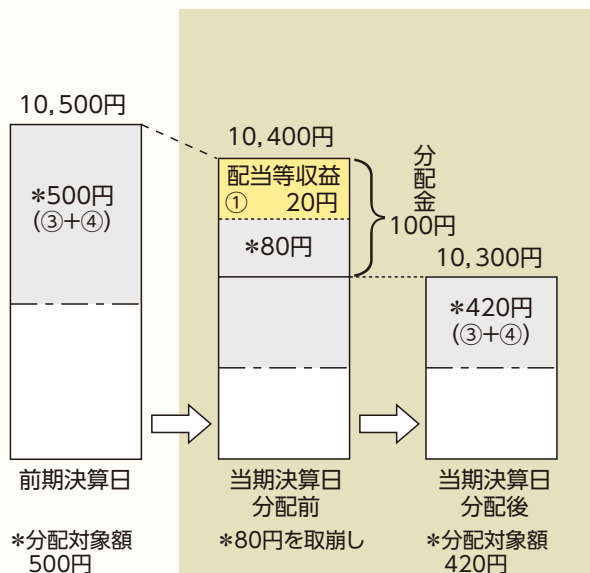 10,500円
*500円
(③+④)
前期決算日
*分配対象額
500円
10,400円
配当等収益
① 20円
*80円
分配金
100円
当期決算日
分配前
*80円を取崩し
10,300円
*420円
(③+④)
当期決算日
分配後
*分配対象額
420円